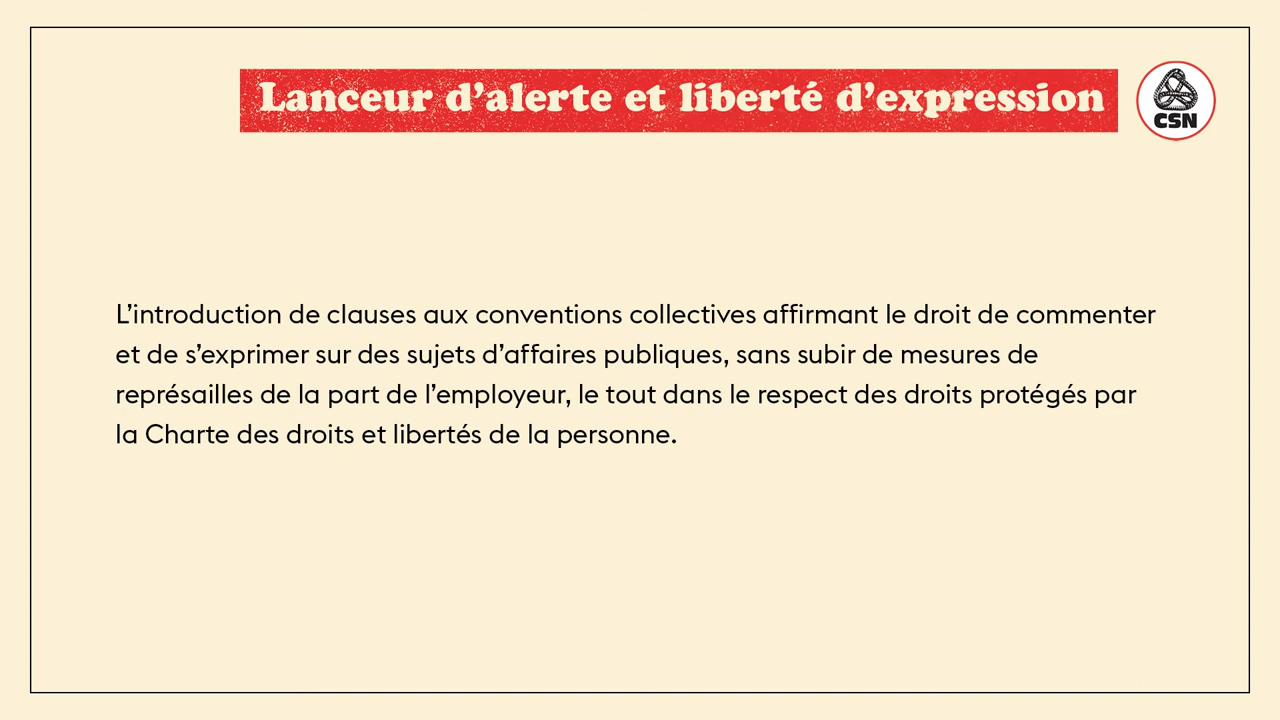 Lanceur d’alerte et liberté d’expression
CSN
L’introduction de clauses aux conventions collectives affirmant le droit de commenter
et de s’exprimer sur des sujets d’affaires publiques, sans subir de mesures de
représailles de la part de l’employeur, le tout dans le respect des droits protégés par
la Charte des droits et libertés de la personne.